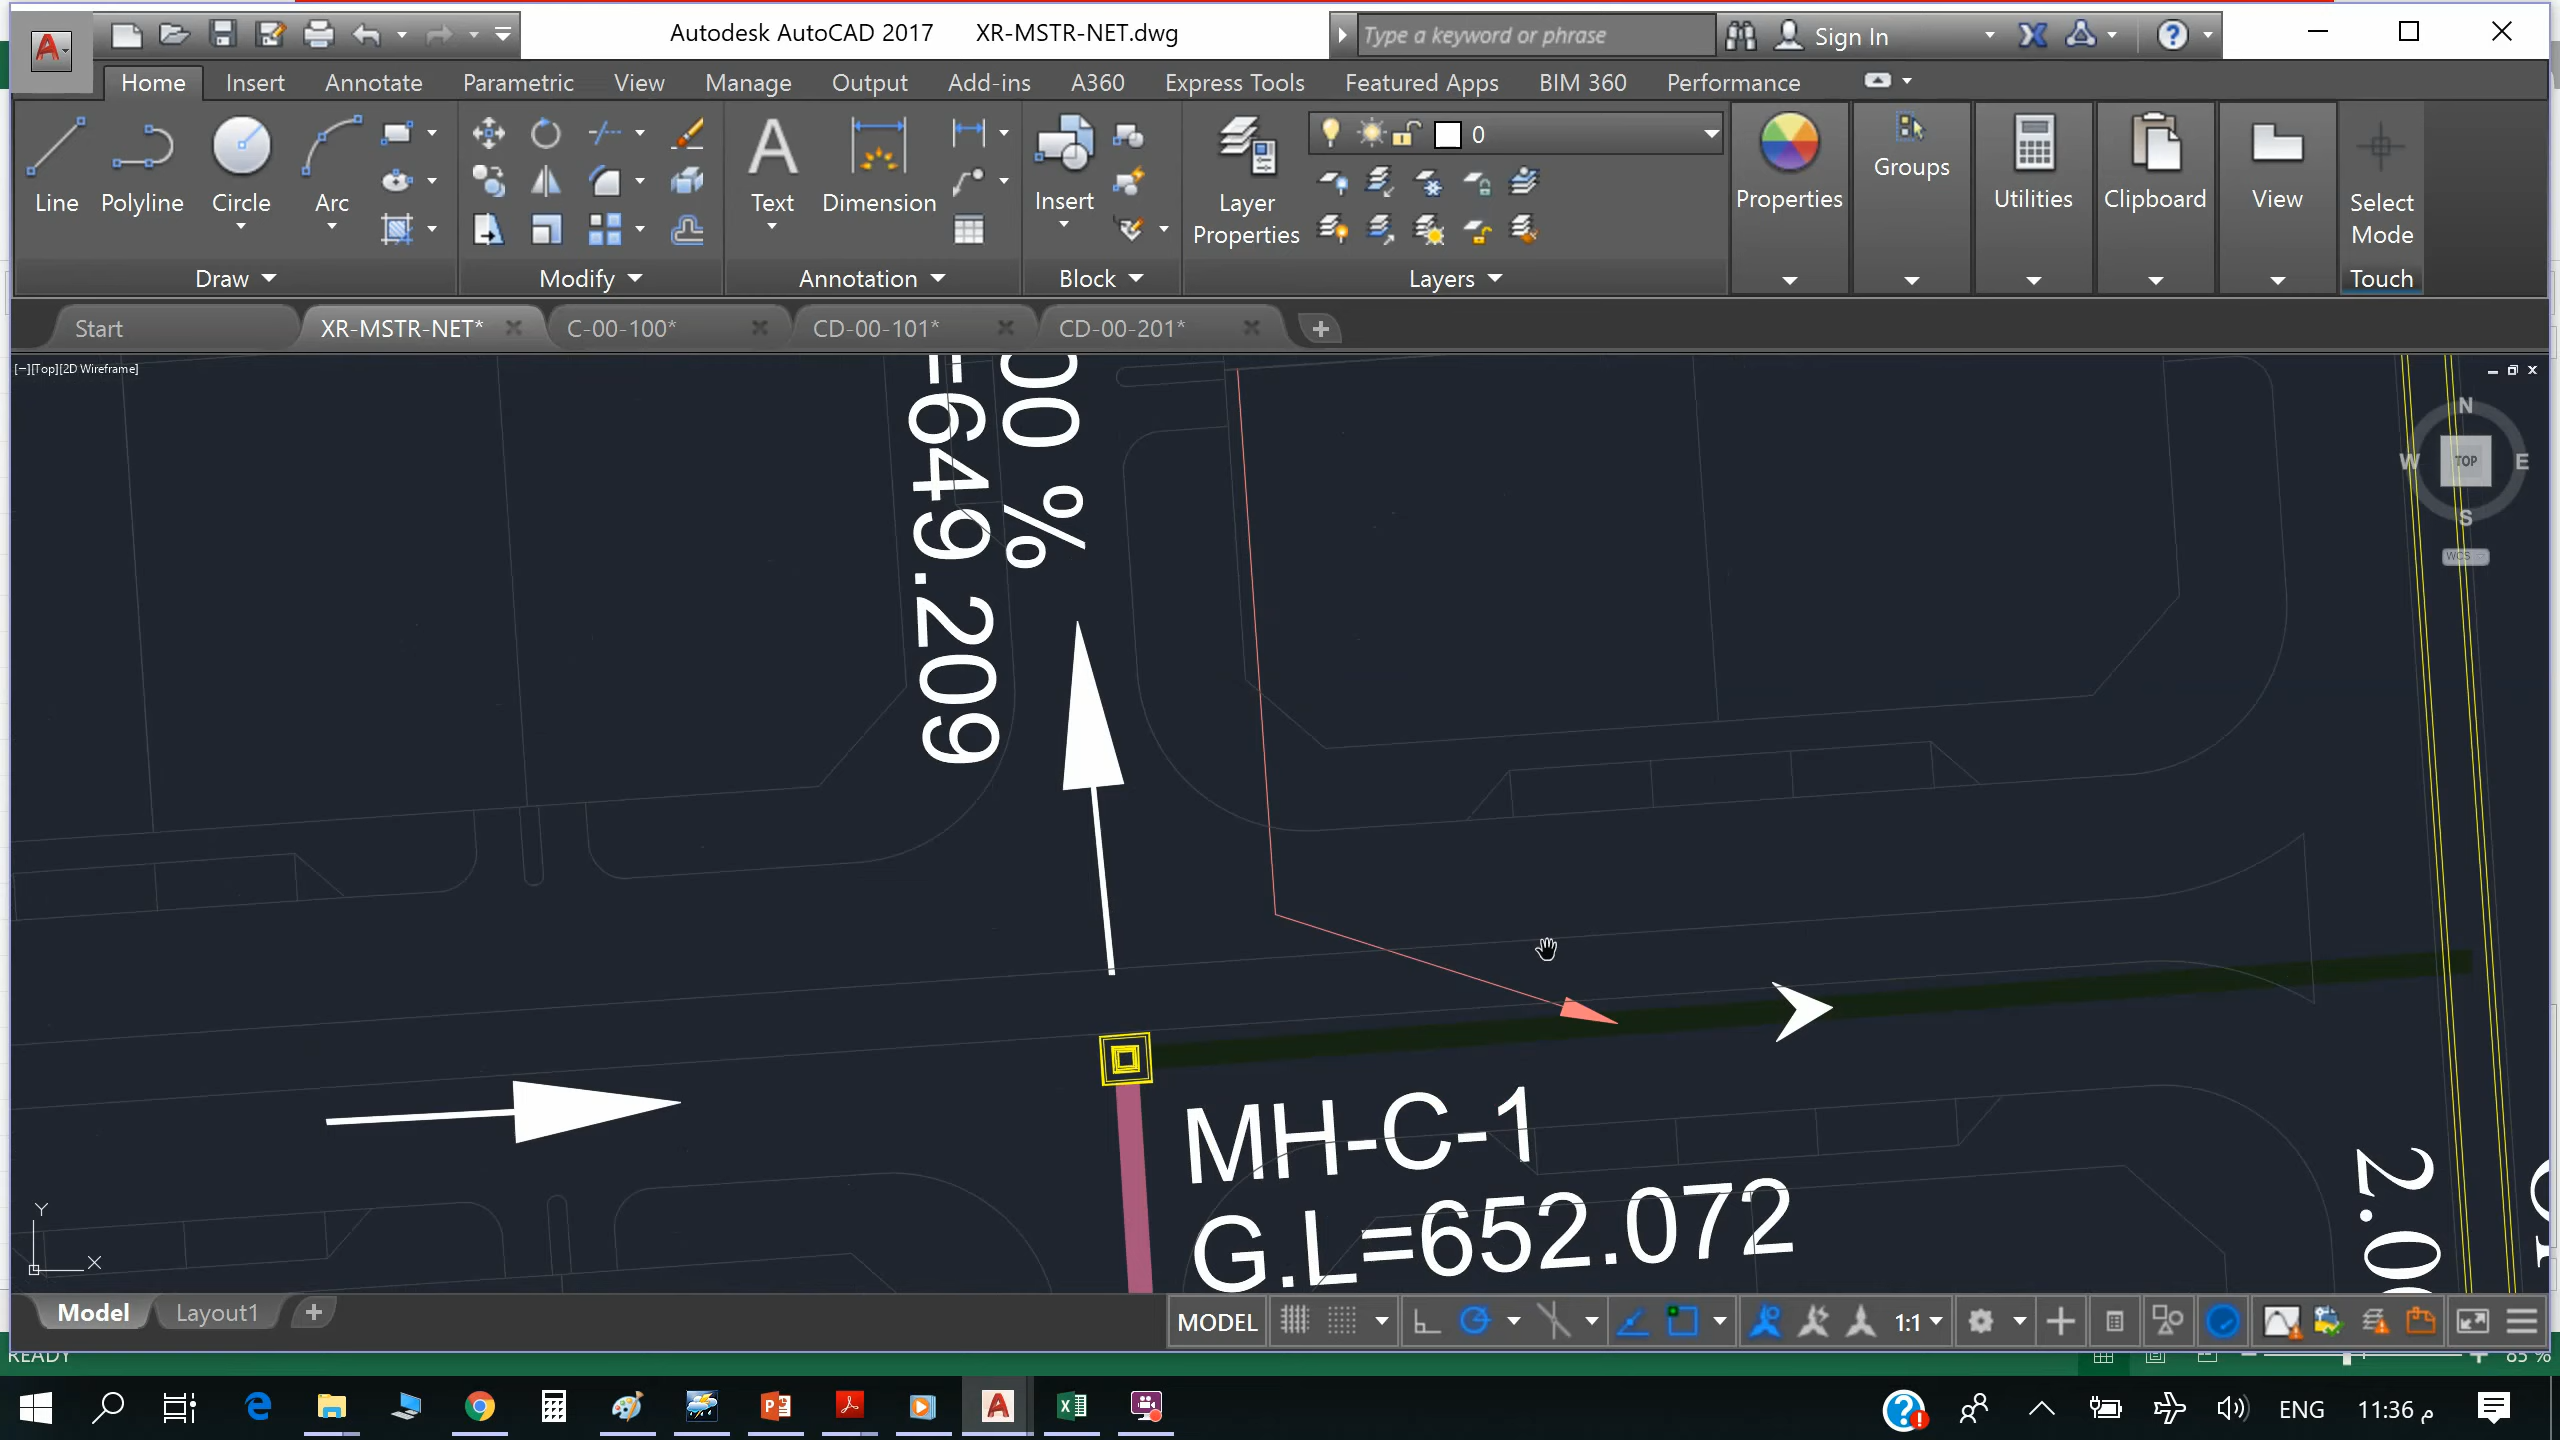 Autodesk AutoCAD 2017 XR-MSTR-NET.dwg
Type a keyword or phrase
Sign In
Home Insert Annotate Parametric View Manage Output Add-ins A360 Express Tools Featured Apps BIM 360 Performance
0
Line Polyline Circle Arc
Text Dimension
Insert
Layer Properties
Properties
Groups
Utilities
Clipboard
View
Select Mode
Draw Modify Annotation Block Layers Touch
Start XR-MSTR-NET* C-00-100* CD-00-101* CD-00-201*
[−][Top][2D Wireframe]
00 %
=649.209
N
W TOP E
S
WCS
MH-C-1
G.L=652.072
2.00
Y
X
Model Layout1
MODEL 1:1
READY
85 %
ENG 11:36 م